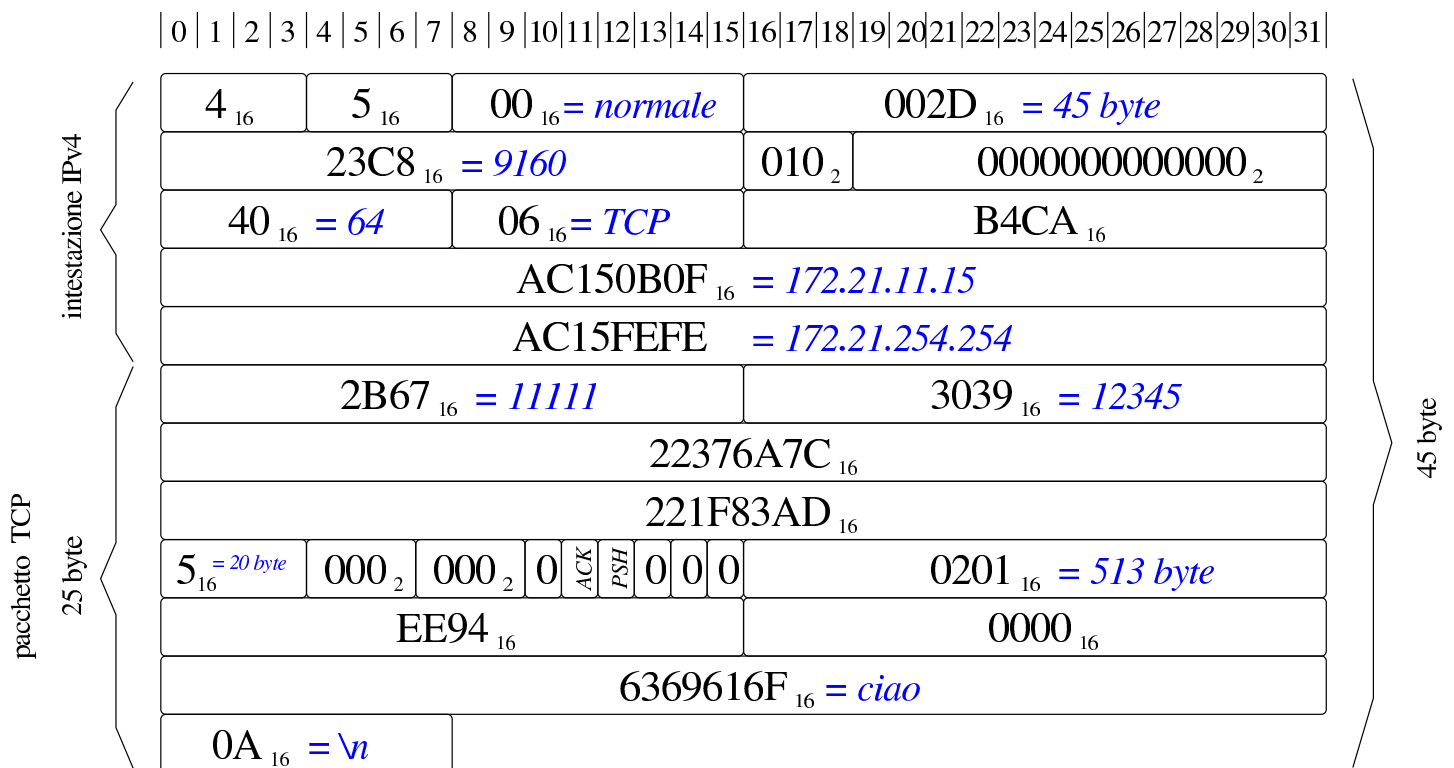 0 1 2 3 4 5 6 7 8 9 10 11 12 13 14 15 16 17 18 19 20 21 22 23 24 25 26 27 28 29 30 31
intestazione IPv4
4 16 5 16 00 16 = normale 002D 16 = 45 byte
23C8 16 = 9160 010 2 0000000000000 2
40 16 = 64 06 16 = TCP B4CA 16
AC150B0F 16 = 172.21.11.15
AC15FEFE = 172.21.254.254
pacchetto TCP
25 byte
2B67 16 = 11111 3039 16 = 12345
22376A7C 16
221F83AD 16
5 16 = 20 byte 000 2 000 2 0 ACK PSH 0 0 0 0201 16 = 513 byte
EE94 16 0000 16
6369616F 16 = ciao
0A 16 = \n
45 byte